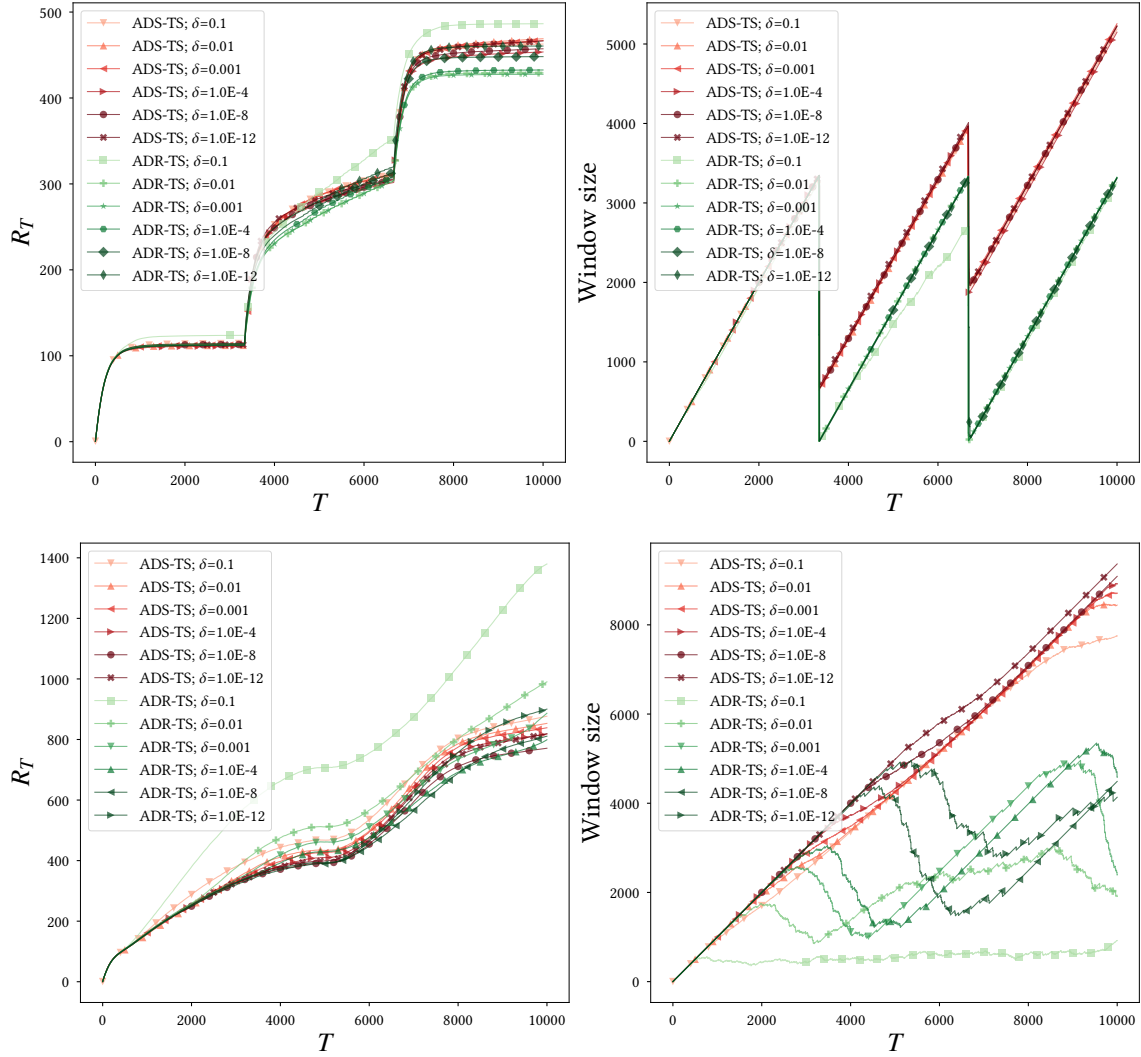 ADS-TS; δ=0.1
ADS-TS; δ=0.01
ADS-TS; δ=0.001
ADS-TS; δ=1.0E-4
ADS-TS; δ=1.0E-8
ADS-TS; δ=1.0E-12
ADR-TS; δ=0.1
ADR-TS; δ=0.01
ADR-TS; δ=0.001
ADR-TS; δ=1.0E-4
ADR-TS; δ=1.0E-8
ADR-TS; δ=1.0E-12
500
400
300
200
100
0
R_T
0 2000 4000 6000 8000 10000
T
ADS-TS; δ=0.1
ADS-TS; δ=0.01
ADS-TS; δ=0.001
ADS-TS; δ=1.0E-4
ADS-TS; δ=1.0E-8
ADS-TS; δ=1.0E-12
ADR-TS; δ=0.1
ADR-TS; δ=0.01
ADR-TS; δ=0.001
ADR-TS; δ=1.0E-4
ADR-TS; δ=1.0E-8
ADR-TS; δ=1.0E-12
5000
4000
3000
2000
1000
0
Window size
0 2000 4000 6000 8000 10000
T
ADS-TS; δ=0.1
ADS-TS; δ=0.01
ADS-TS; δ=0.001
ADS-TS; δ=1.0E-4
ADS-TS; δ=1.0E-8
ADS-TS; δ=1.0E-12
ADR-TS; δ=0.1
ADR-TS; δ=0.01
ADR-TS; δ=0.001
ADR-TS; δ=1.0E-4
ADR-TS; δ=1.0E-8
ADR-TS; δ=1.0E-12
1400
1200
1000
800
600
400
200
0
R_T
0 2000 4000 6000 8000 10000
T
ADS-TS; δ=0.1
ADS-TS; δ=0.01
ADS-TS; δ=0.001
ADS-TS; δ=1.0E-4
ADS-TS; δ=1.0E-8
ADS-TS; δ=1.0E-12
ADR-TS; δ=0.1
ADR-TS; δ=0.01
ADR-TS; δ=0.001
ADR-TS; δ=1.0E-4
ADR-TS; δ=1.0E-8
ADR-TS; δ=1.0E-12
8000
6000
4000
2000
0
Window size
0 2000 4000 6000 8000 10000
T